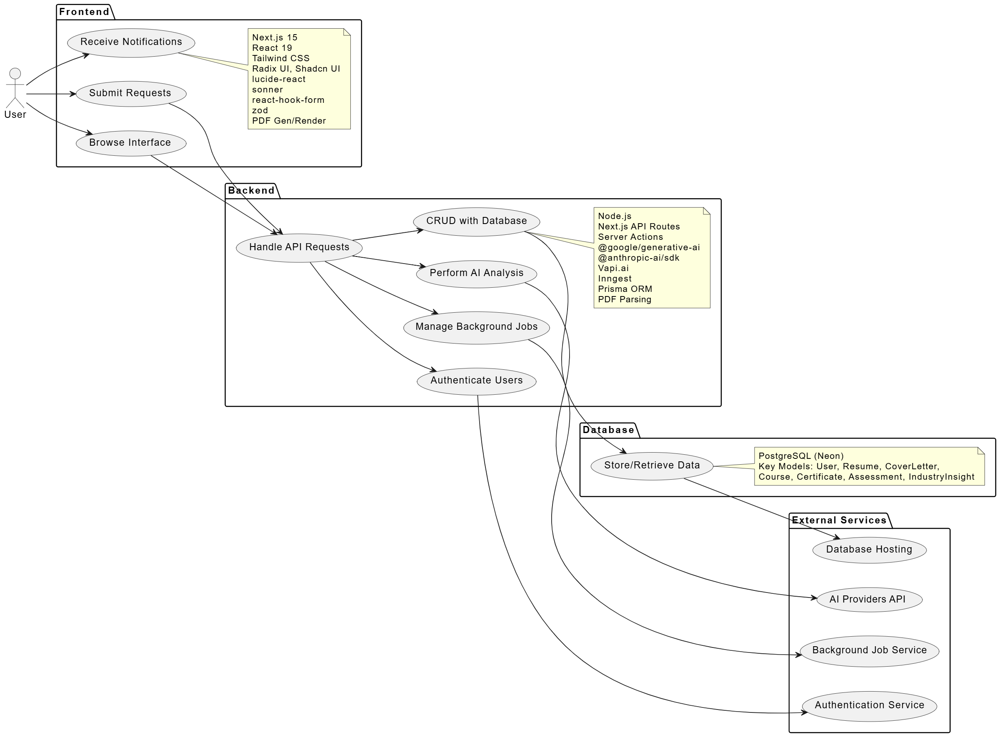 Frontend
Receive Notifications
Next.js 15
React 19
Tailwind CSS
Radix UI, Shadcn UI
lucide-react
sonner
react-hook-form
zod
PDF Gen/Render
Submit Requests
User
Browse Interface
Backend
Handle API Requests
CRUD with Database
Node.js
Next.js API Routes
Server Actions
@google/generative-ai
@anthropic-ai/sdk
Vapi.ai
Inngest
Prisma ORM
PDF Parsing
Perform AI Analysis
Manage Background Jobs
Authenticate Users
Database
Store/Retrieve Data
PostgreSQL (Neon)
Key Models: User, Resume, CoverLetter,
Course, Certificate, Assessment, IndustryInsight
External Services
Database Hosting
AI Providers API
Background Job Service
Authentication Service